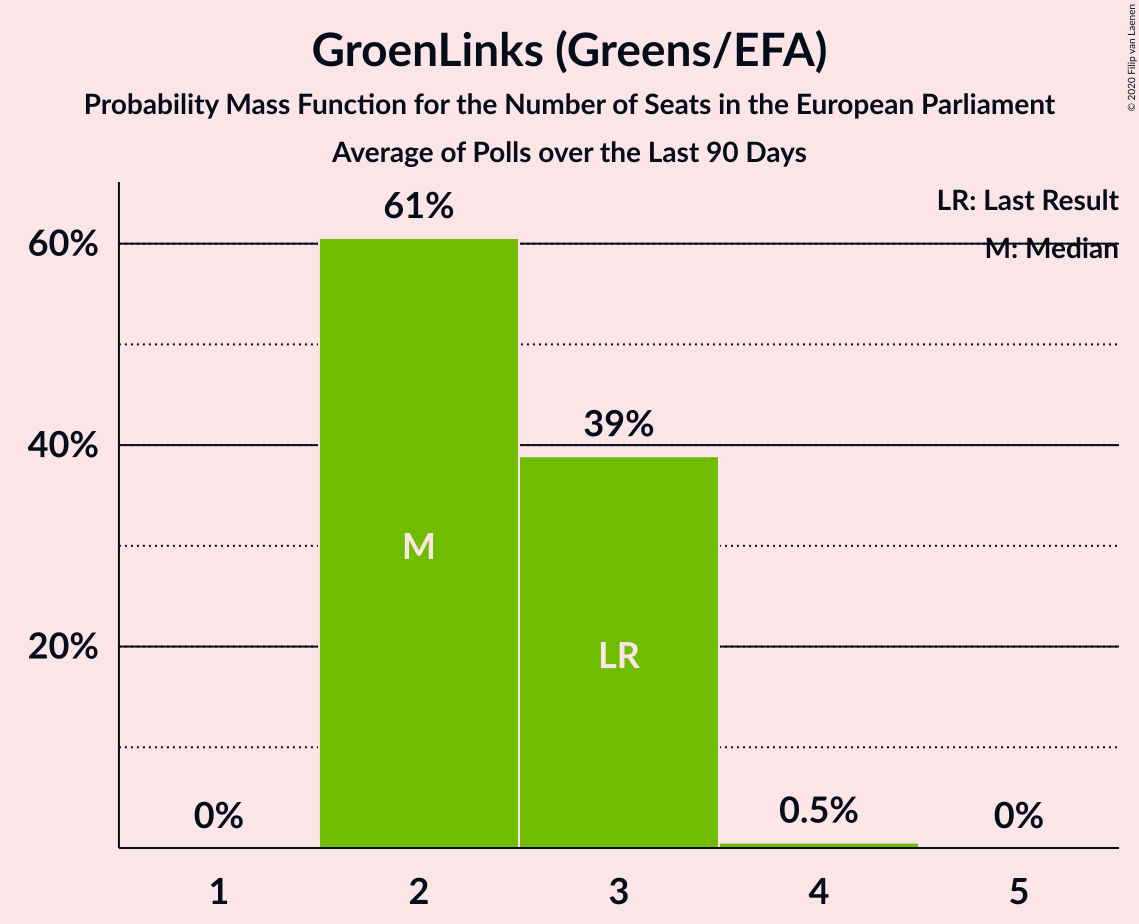 GroenLinks (Greens/EFA)
Probability Mass Function for the Number of Seats in the European Parliament
Average of Polls over the Last 90 Days
© 2020 Filip van Laenen
LR: Last Result
M: Median
61%
60%
39%
40%
M
LR
20%
0%
0.5%
0%
1 2 3 4 5